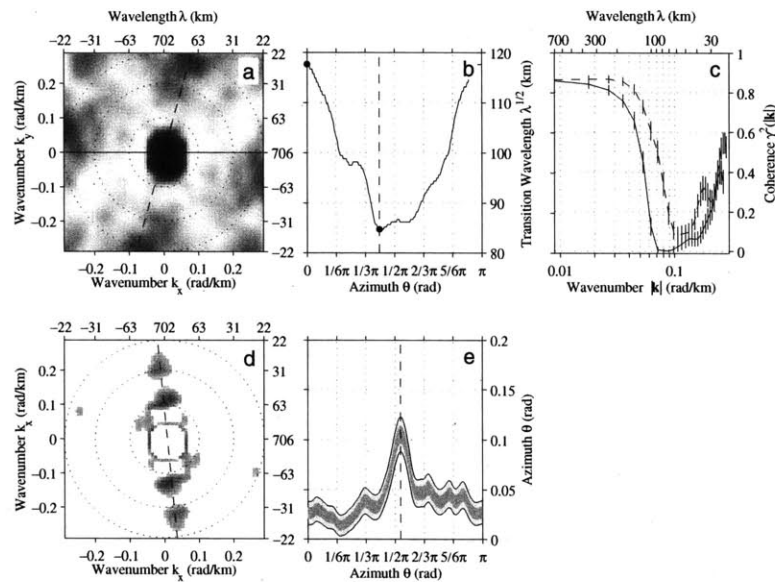 Wavelength λ (km)
−22 −31 −63 702 63 31 22
a
Wavenumber k_y (rad/km)
0.2
0.1
0
−0.1
−0.2
22
31
63
706
−63
−31
−22
−0.2 −0.1 0 0.1 0.2
Wavenumber k_x (rad/km)
b
120
110
100
90
80
Transition Wavelength λ^1/2 (km)
0 1/6π 1/3π 1/2π 2/3π 5/6π π
Azimuth θ (rad)
Wavelength λ (km)
700 300 100 30
c
1
0.8
0.6
0.4
0.2
0
Coherence γ²(|k|)
0.01 0.1
Wavenumber |k| (rad/km)
−22 −31 −63 702 63 31 22
d
Wavenumber k_x (rad/km)
0.2
0.1
0
−0.1
−0.2
22
31
63
706
−63
−31
−22
−0.2 −0.1 0 0.1 0.2
Wavenumber k_x (rad/km)
e
0.2
0.15
0.1
0.05
0
Azimuth θ (rad)
0 1/6π 1/3π 1/2π 2/3π 5/6π π
Azimuth θ (rad)